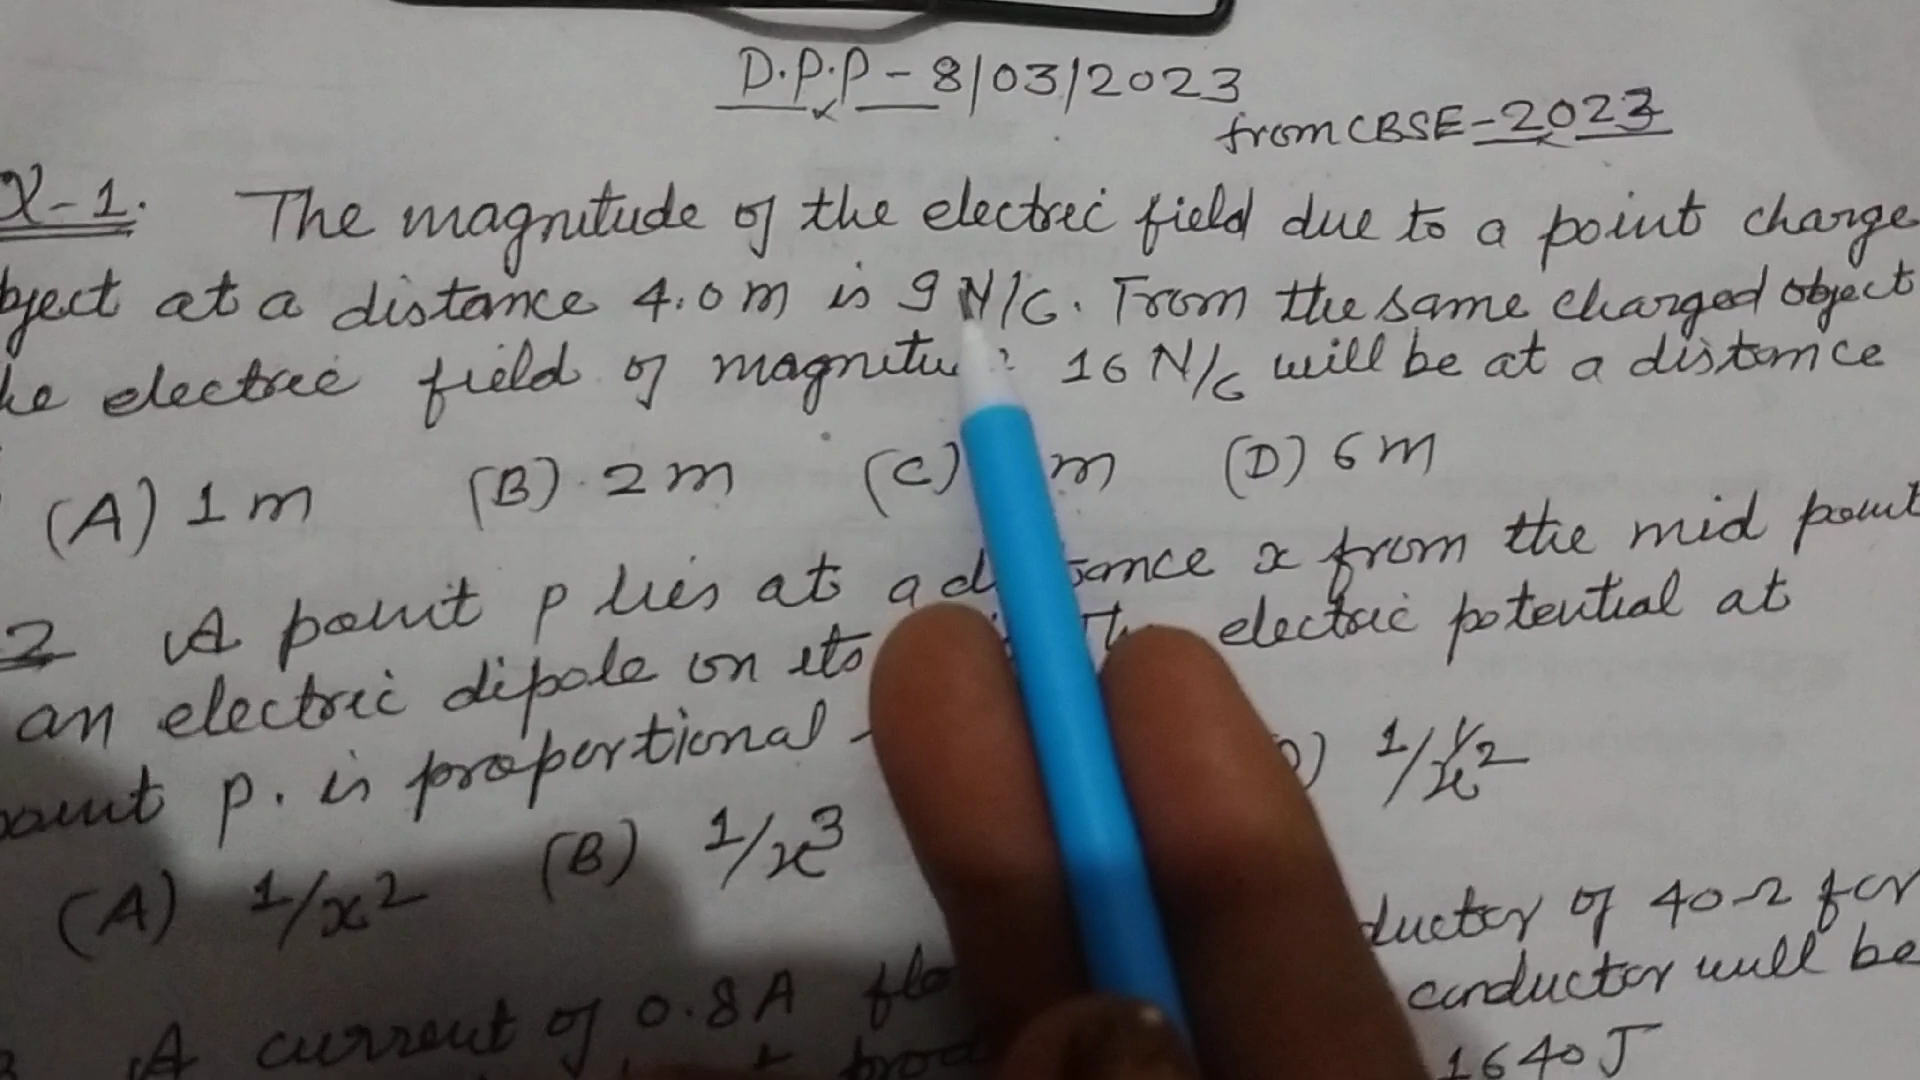 D.P.P - 8/03/2023
from CBSE-2023
X-1. The magnitude of the electric field due to a point charge
bject at a distance 4.0 m is 9 N/C. From the same charged object
he electric field of magnitu 16 N/C will be at a distance
(A) 1 m (B) 2 m (C) m (D) 6 m
2 A point p lies at a d tance x from the mid point
an electric dipole on its electric potential at
point p. is proportional
(A) 1/x2 (B) 1/x3 ) 1/x 1/2
A current of 0.8A flo ductor of 40 Ω for
conductor will be
1640 J